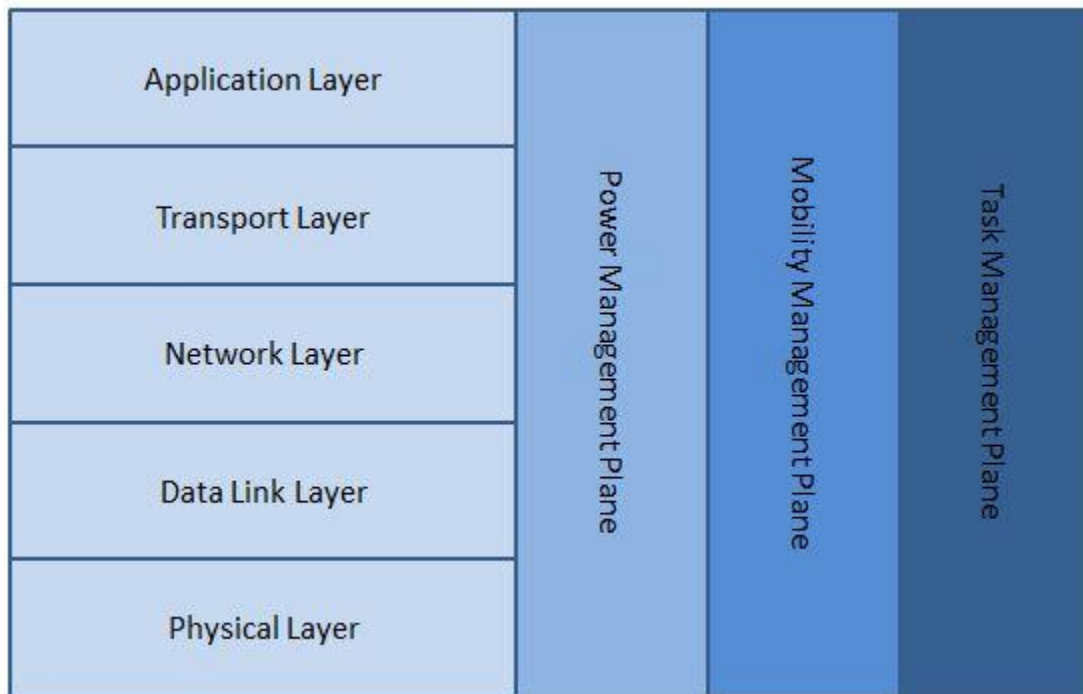 Application Layer
Transport Layer
Network Layer
Data Link Layer
Physical Layer
Power Management Plane
Mobility Management Plane
Task Management Plane